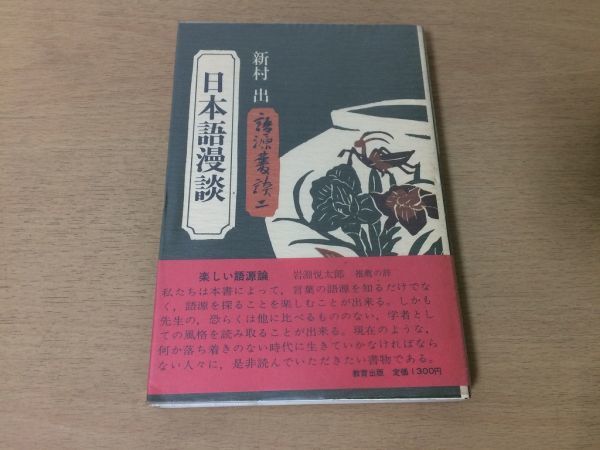 新村 出
語源叢談二
日本語漫談
楽しい語源論 岩淵悦太郎 推薦の辞
私たちは本書によって，言葉の語源を知るだけでな
く，語源を探ることを楽しむことが出来る。しかも
先生の，恐らくは他に比べるもののない，学者とし
ての風格を読み取ることが出来る。現在のような，
何か落ち着きのない時代に生きていかなければなら
ない人々に，是非読んでいただきたい書物である。
教育出版 定価1300円